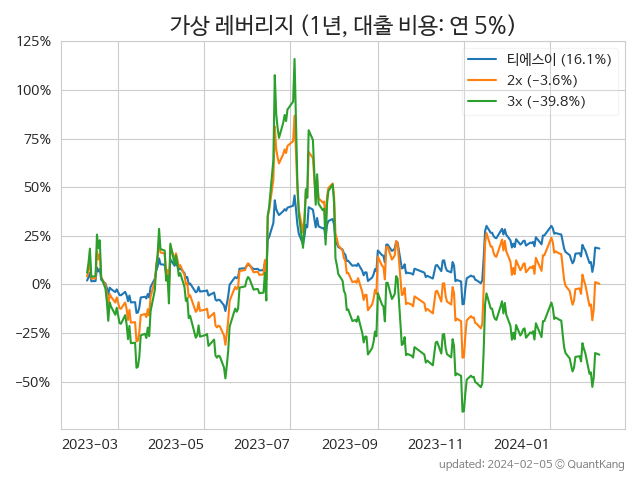 가상 레버리지 (1년, 대출 비용: 연 5%)
티에스이 (16.1%)
2x (−3.6%)
3x (−39.8%)
125%
100%
75%
50%
25%
0%
−25%
−50%
2023-03
2023-05
2023-07
2023-09
2023-11
2024-01
updated: 2024-02-05 © QuantKang